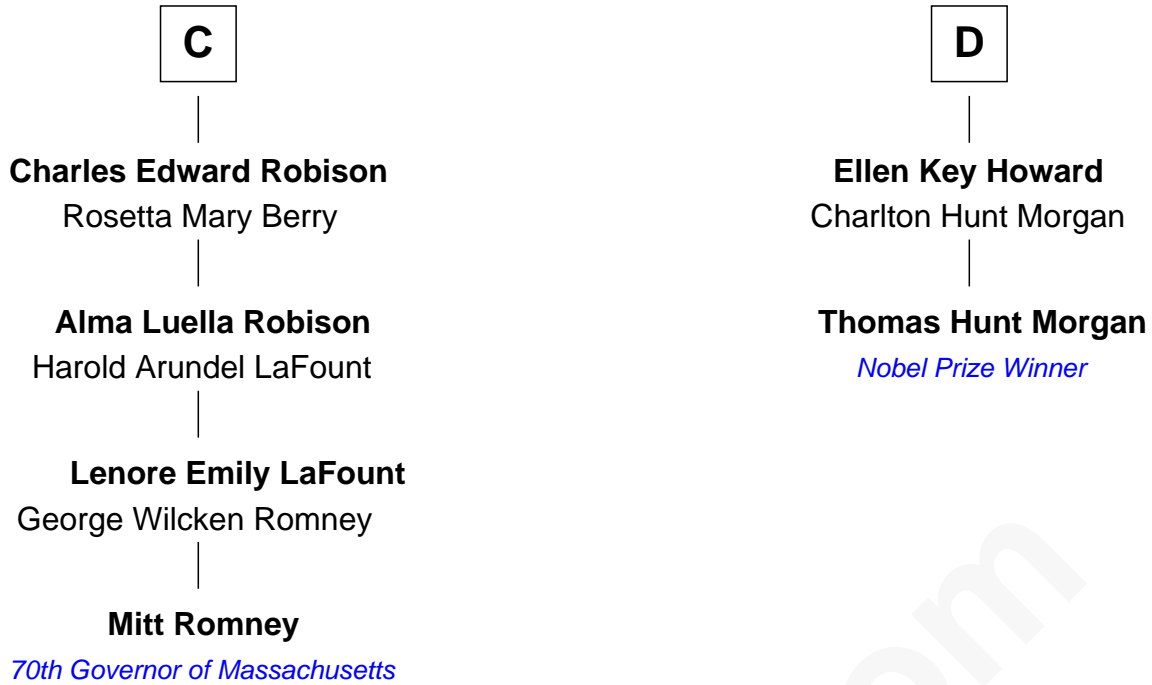 C
Charles Edward Robison
Rosetta Mary Berry
Alma Luella Robison
Harold Arundel LaFount
Lenore Emily LaFount
George Wilcken Romney
Mitt Romney
70th Governor of Massachusetts
D
Ellen Key Howard
Charlton Hunt Morgan
Thomas Hunt Morgan
Nobel Prize Winner
om